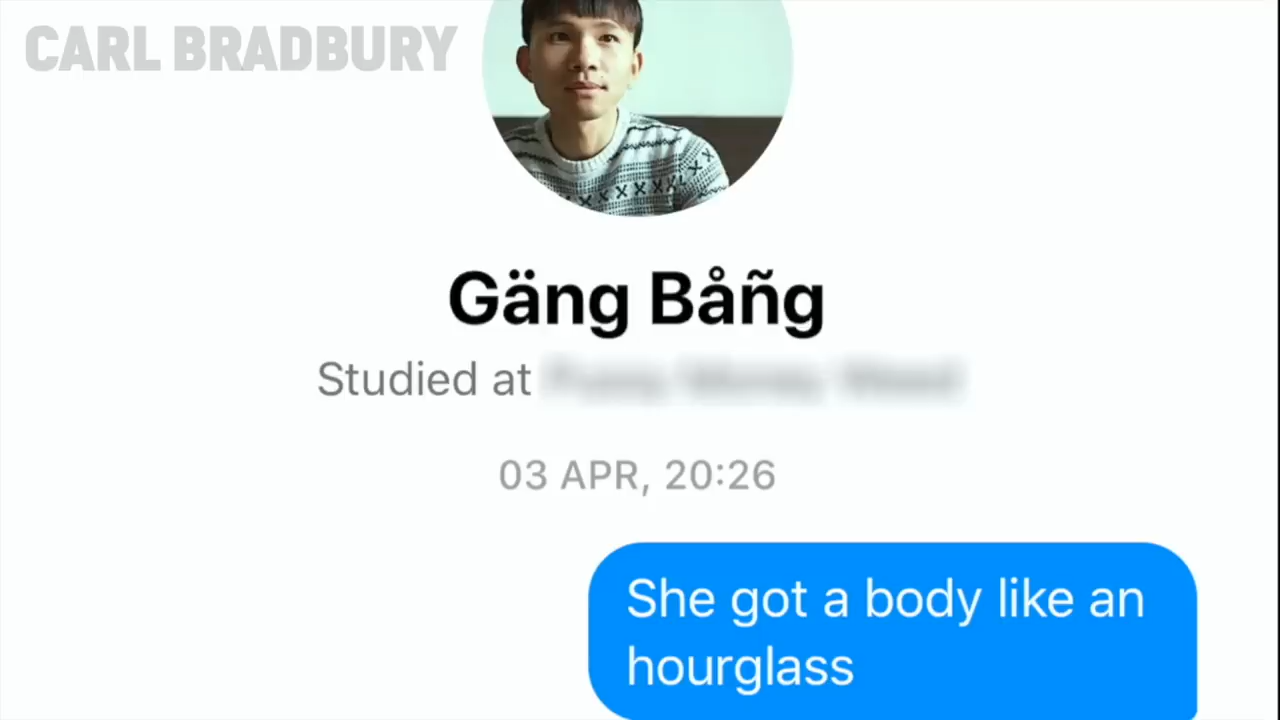 CARL BRADBURY
Gäng Båñg
Studied at
03 APR, 20:26
She got a body like an
hourglass